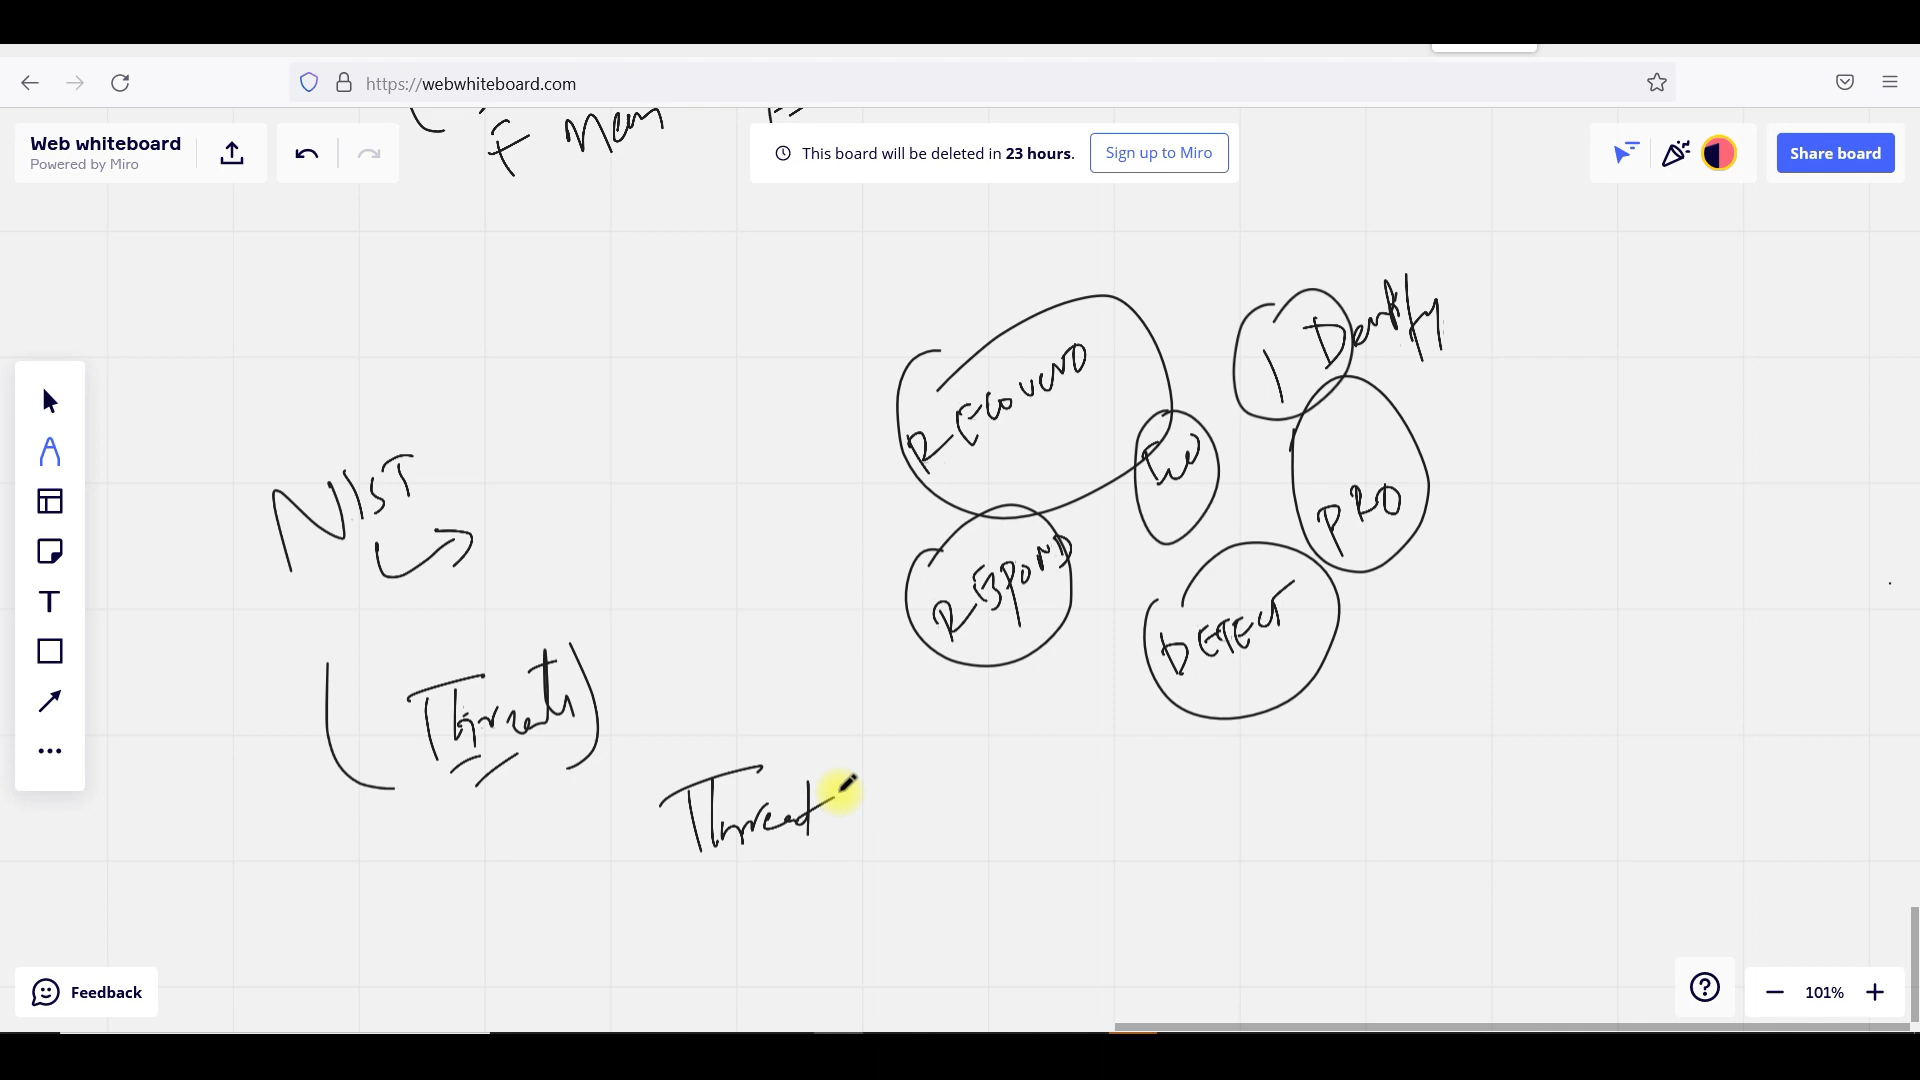 https://webwhiteboard.com
F Mem
Web whiteboard
Powered by Miro
This board will be deleted in 23 hours.
Sign up to Miro
Share board
IDentify
RECOVER
NIST
PRO
RESPOND
DETECT
(Threats)
Threat
T
Feedback
101%